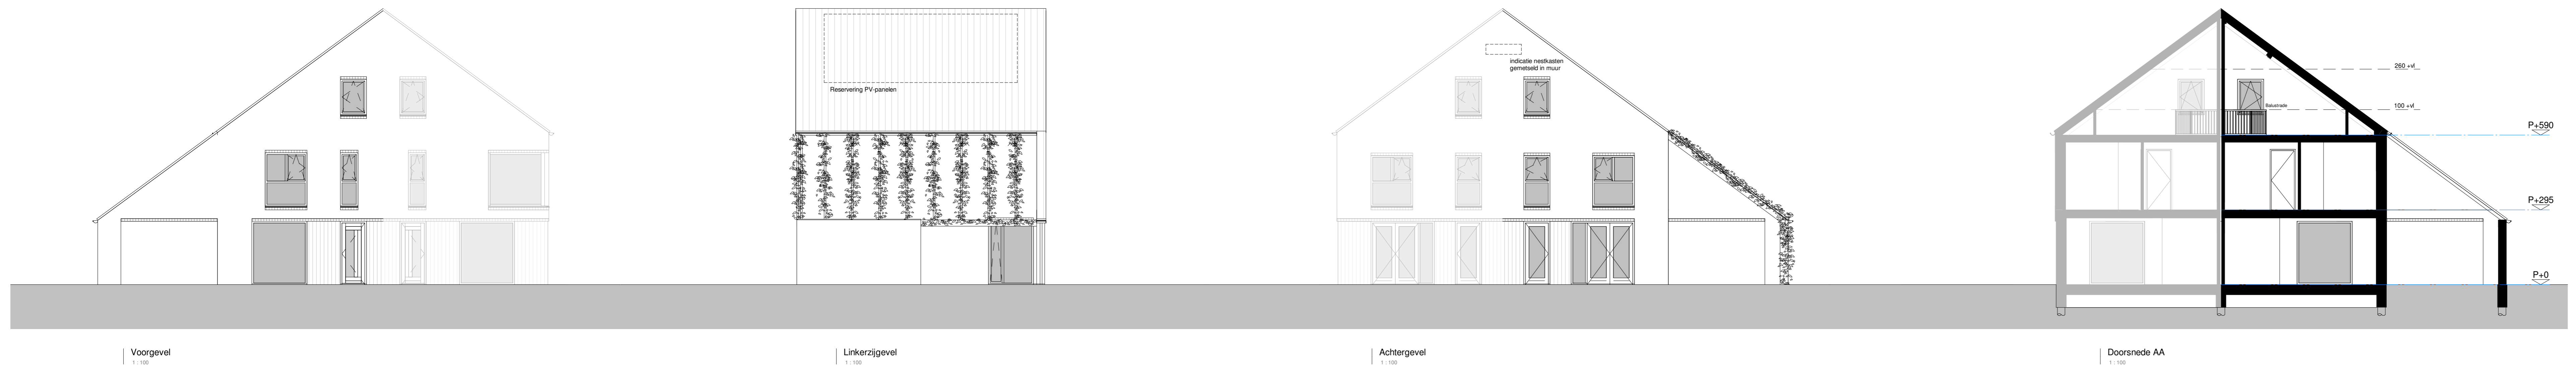 indicatie nestkasten
gemetseld in muur
Reservering PV-panelen
260 +vl
Balustrade
100 +vl
P+590
P+295
P+0
Voorgevel
1 : 100
Linkerzijgevel
1 : 100
Achtergevel
1 : 100
Doorsnede AA
1 : 100